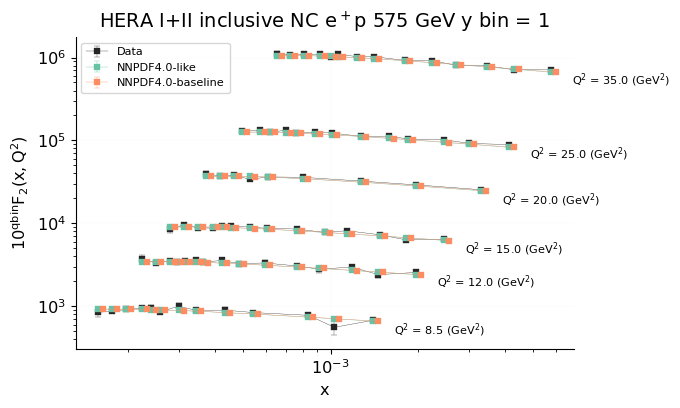 HERA I+II inclusive NC e⁺p 575 GeV y bin = 1
Data
NNPDF4.0-like
NNPDF4.0-baseline
10⁶
10⁵
10⁴
10³
10^qbin F₂(x, Q²)
Q² = 35.0 (GeV²)
Q² = 25.0 (GeV²)
Q² = 20.0 (GeV²)
Q² = 15.0 (GeV²)
Q² = 12.0 (GeV²)
Q² = 8.5 (GeV²)
10⁻³
x